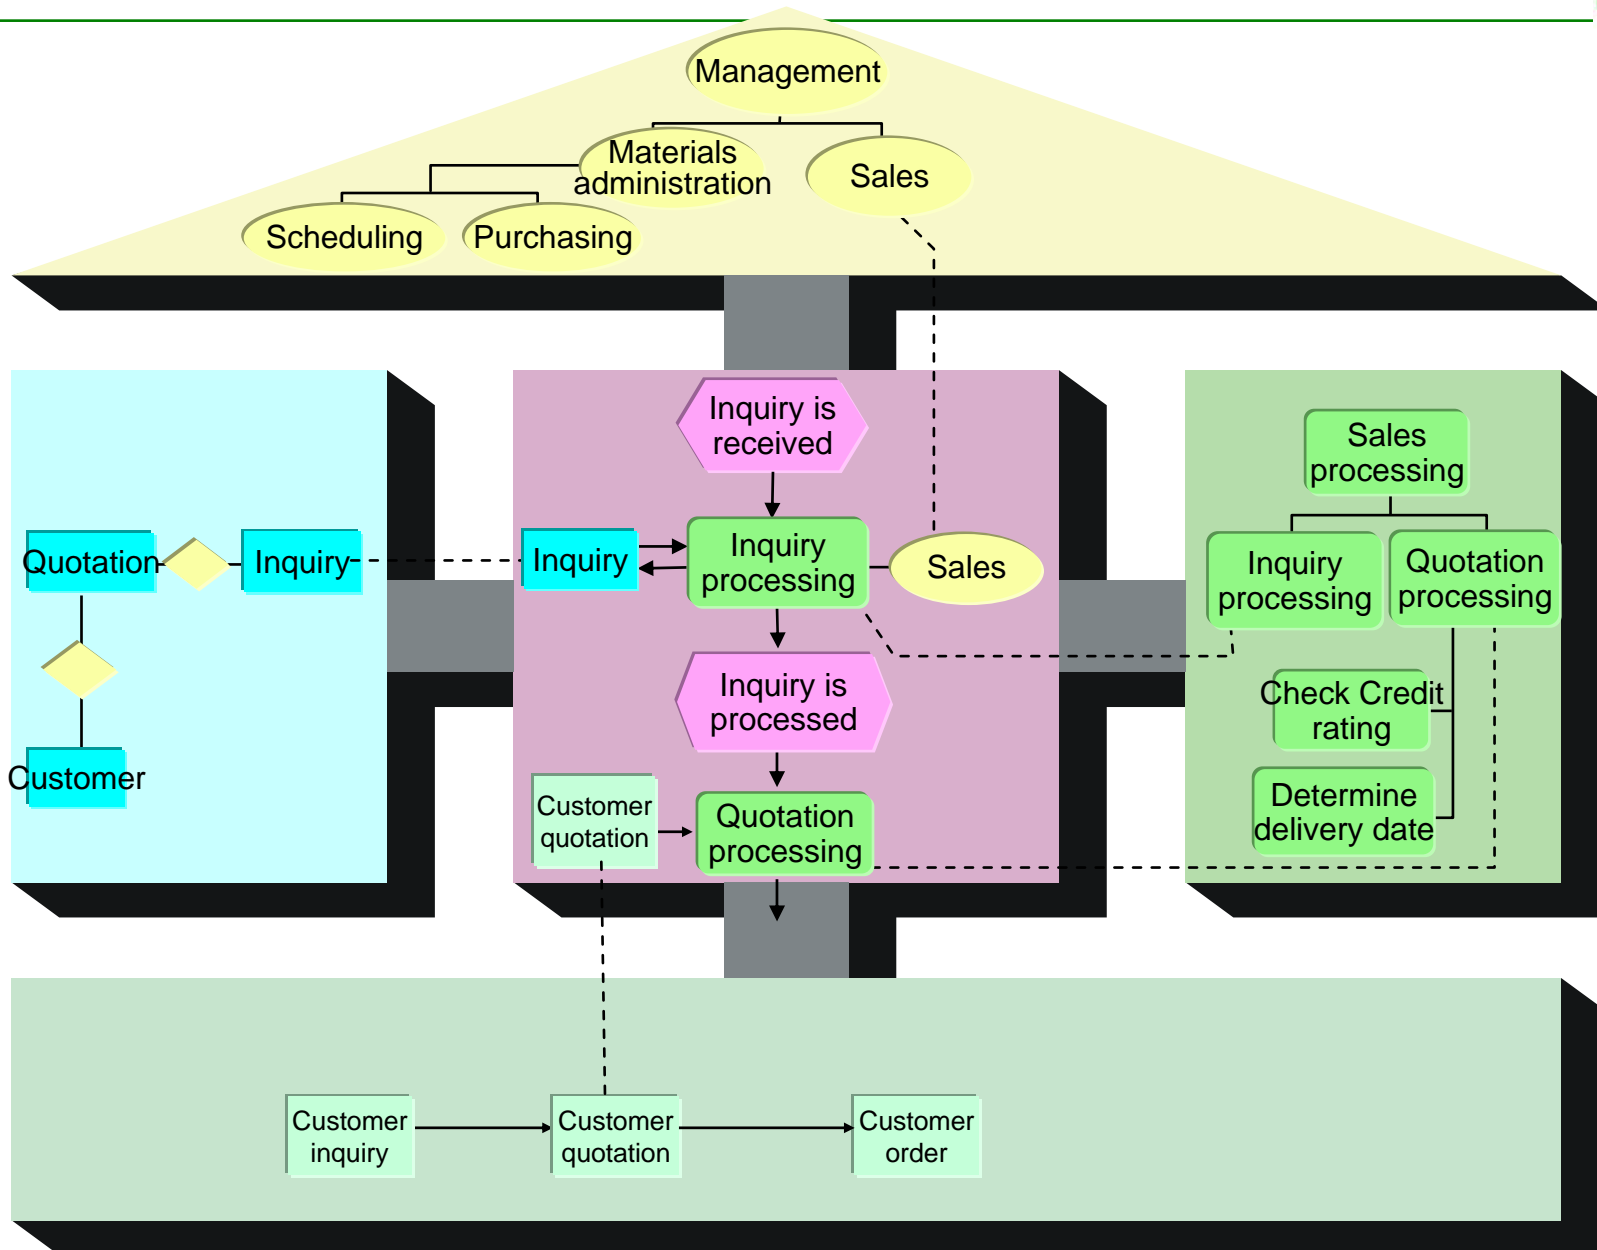 Management
Materials
administration
Sales
Scheduling
Purchasing
Quotation
Inquiry
Customer
Inquiry is
received
Inquiry
Inquiry
processing
Sales
Inquiry is
processed
Customer
quotation
Quotation
processing
Sales
processing
Inquiry
processing
Quotation
processing
Check Credit
rating
Determine
delivery date
Customer
inquiry
Customer
quotation
Customer
order